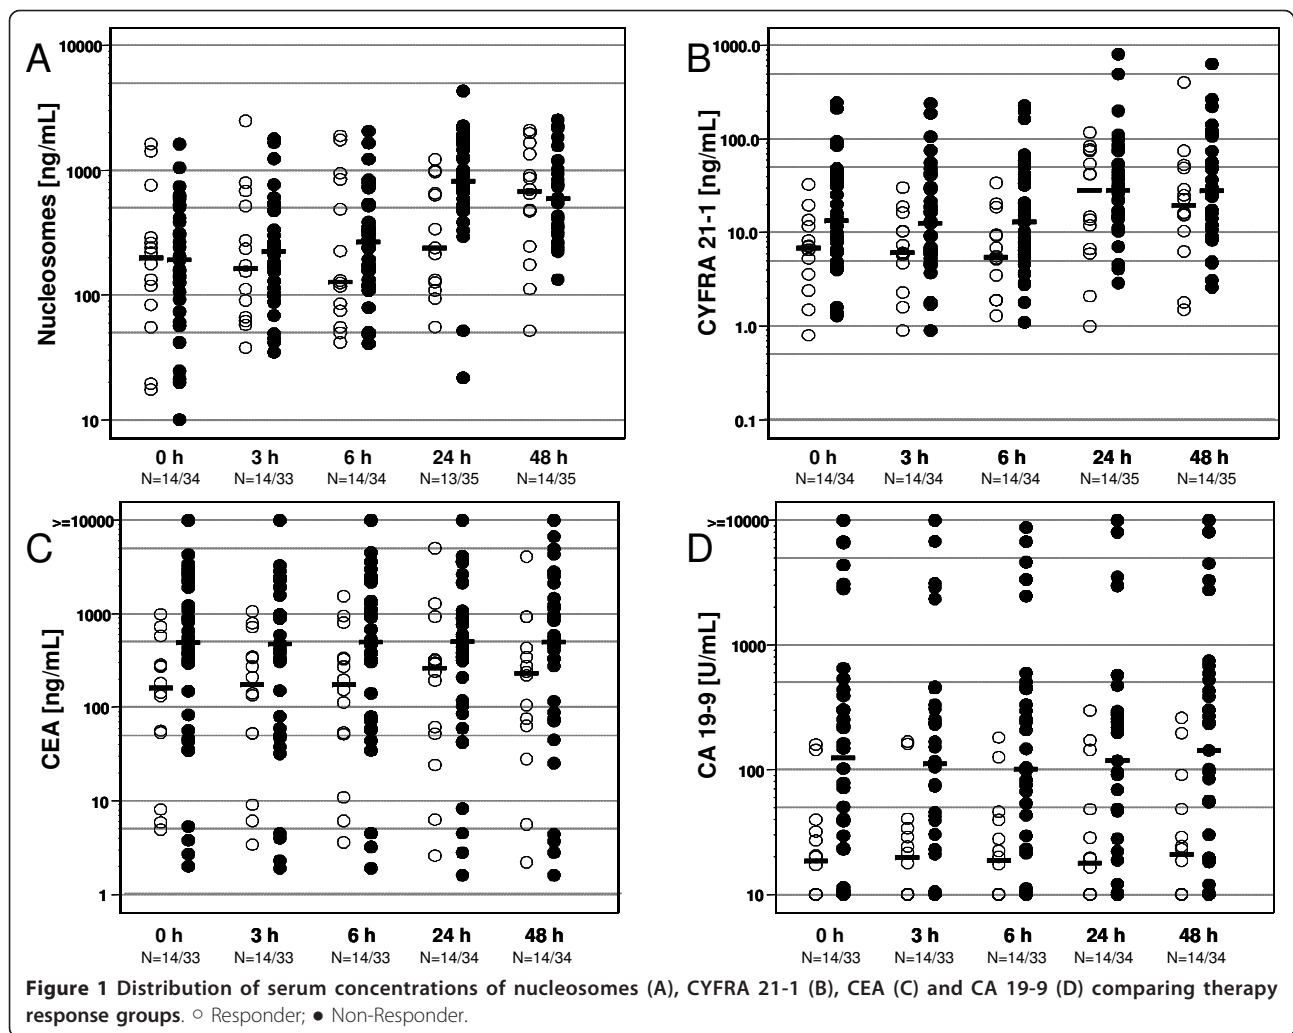 A
Nucleosomes [ng/mL]
10000
1000
100
10
0 h 3 h 6 h 24 h 48 h
N=14/34 N=14/33 N=14/34 N=13/35 N=14/35
B
CYFRA 21-1 [ng/mL]
1000.0
100.0
10.0
1.0
0.1
0 h 3 h 6 h 24 h 48 h
N=14/34 N=14/34 N=14/34 N=14/35 N=14/35
C
CEA [ng/mL]
>=10000
1000
100
10
1
0 h 3 h 6 h 24 h 48 h
N=14/33 N=14/33 N=14/33 N=14/34 N=14/34
D
CA 19-9 [U/mL]
>=10000
1000
100
10
0 h 3 h 6 h 24 h 48 h
N=14/33 N=14/33 N=14/33 N=14/34 N=14/34
Figure 1 Distribution of serum concentrations of nucleosomes (A), CYFRA 21-1 (B), CEA (C) and CA 19-9 (D) comparing therapy
response groups. ○ Responder; ● Non-Responder.